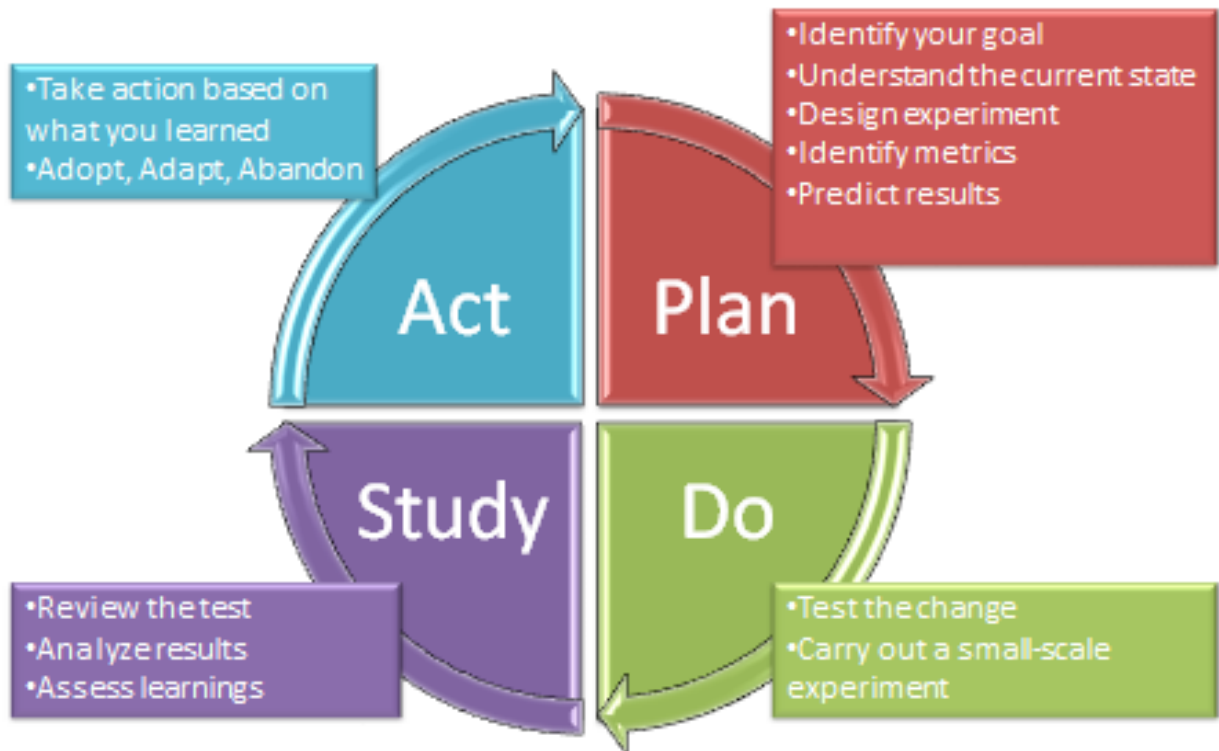 •Take action based on
what you learned
•Adopt, Adapt, Abandon
Act
•Identify your goal
•Understand the current state
•Design experiment
•Identify metrics
•Predict results
Plan
Study
•Review the test
•Analyze results
•Assess learnings
Do
•Test the change
•Carry out a small-scale
experiment